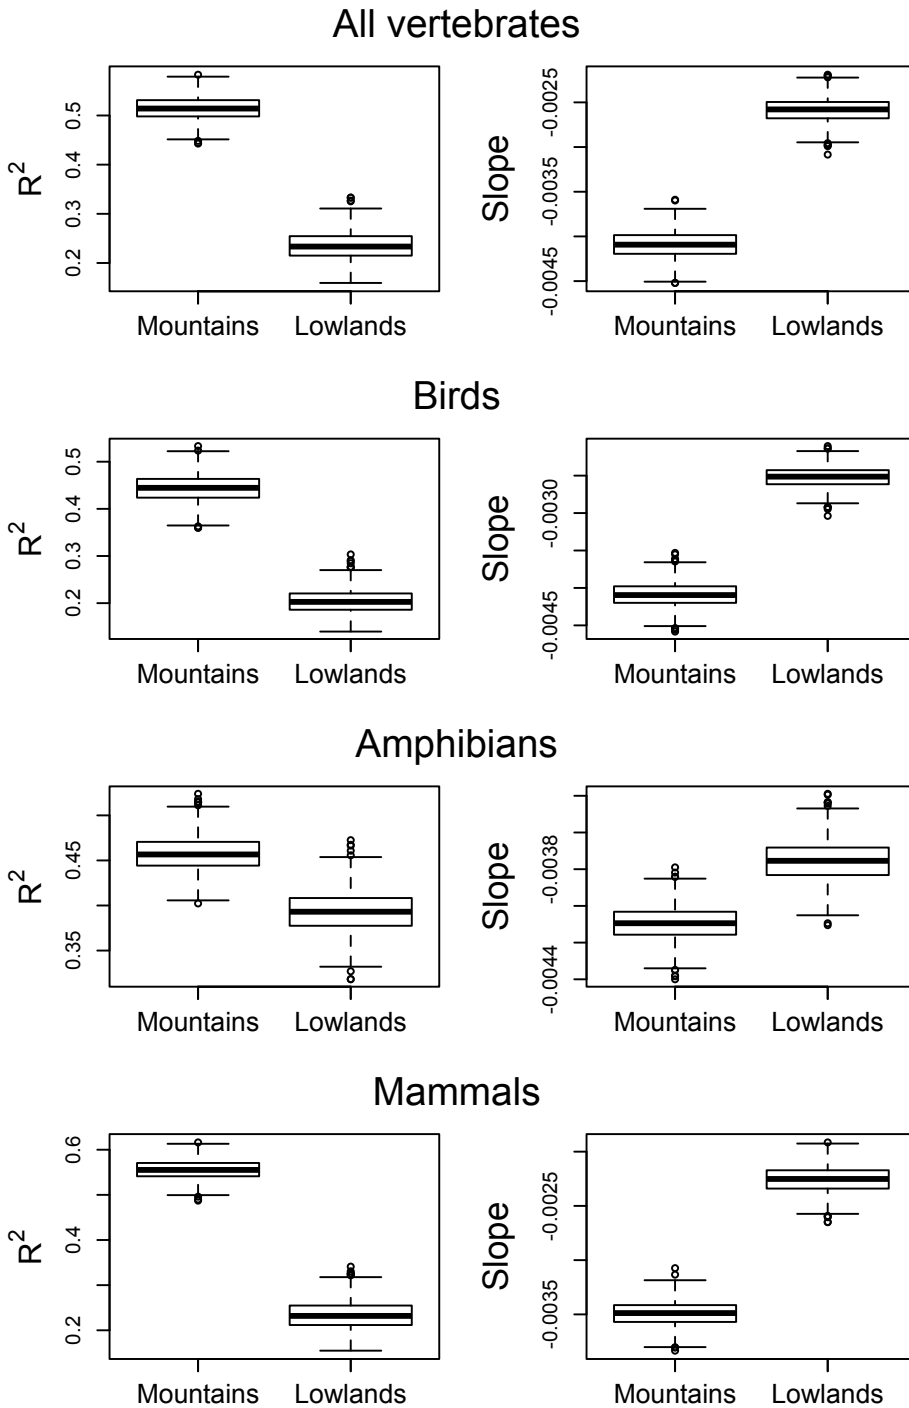 All vertebrates
R²
0.5
0.4
0.3
0.2
Mountains Lowlands
Slope
-0.0025
-0.0035
-0.0045
Mountains Lowlands
Birds
R²
0.5
0.4
0.3
0.2
Mountains Lowlands
Slope
-0.0030
-0.0045
Mountains Lowlands
Amphibians
R²
0.45
0.35
Mountains Lowlands
Slope
-0.0038
-0.0044
Mountains Lowlands
Mammals
R²
0.6
0.4
0.2
Mountains Lowlands
Slope
-0.0025
-0.0035
Mountains Lowlands